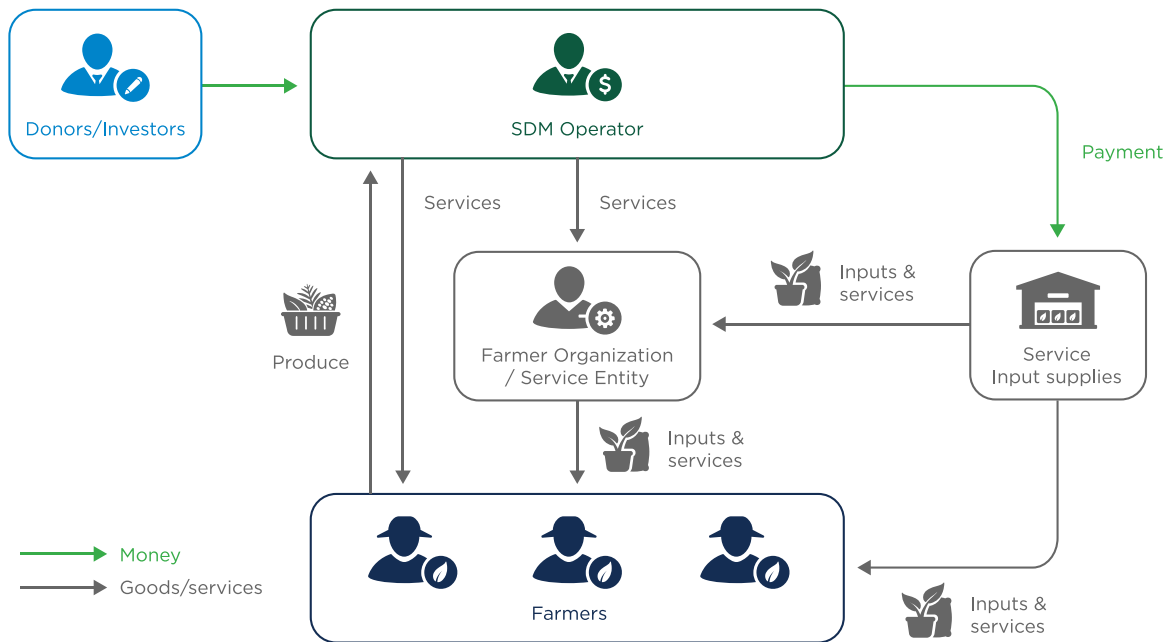 Donors/Investors
SDM Operator
$
Payment
Services
Services
Inputs &
services
Produce
Farmer Organization
/ Service Entity
Service
Input supplies
Inputs &
services
Money
Goods/services
Farmers
Inputs &
services